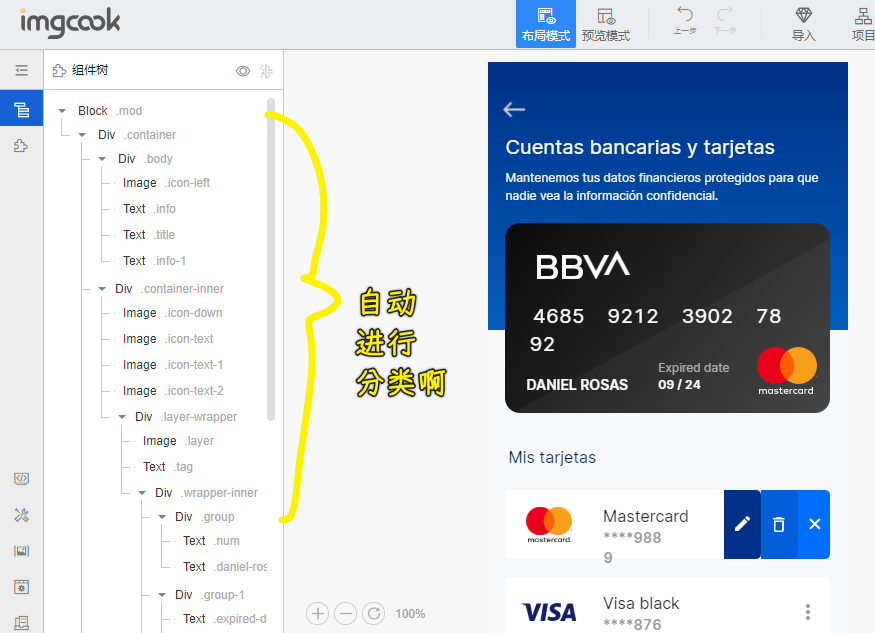 imgcook
布局模式
预览模式
上一步
下一步
导入
项目
组件树
Block .mod
Div .container
Div .body
Image .icon-left
Text .info
Text .title
Text .info-1
Div .container-inner
Image .icon-down
Image .icon-text
Image .icon-text-1
Image .icon-text-2
Div .layer-wrapper
Image .layer
Text .tag
Div .wrapper-inner
Div .group
Text .num
Text .daniel-ros
Div .group-1
Text .expired-d
自动
进行
分类啊
100%
Cuentas bancarias y tarjetas
Mantenemos tus datos financieros protegidos para que
nadie vea la información confidencial.
BBVA
4685 9212 3902 78
92
Expired date
DANIEL ROSAS
09 / 24
mastercard.
Mis tarjetas
mastercard.
Mastercard
****988
9
VISA
Visa black
****876